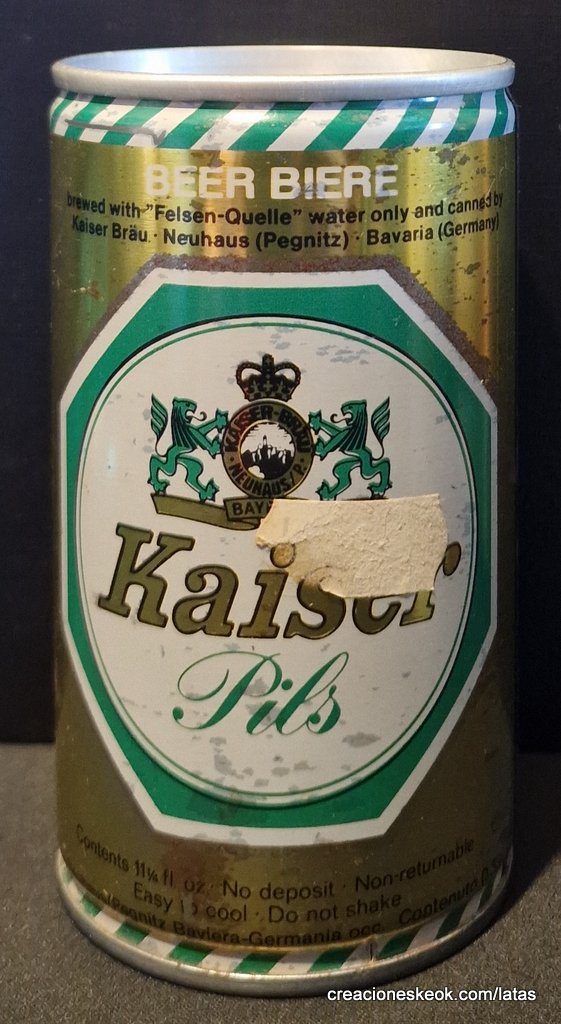 BEER BIERE
brewed with "Felsen-Quelle" water only and canned by
Kaiser Bräu · Neuhaus (Pegnitz) · Bavaria (Germany)
KAISER-BRÄU
NEUHAUS/P.
Kaiser
Pils
Contents 11¼ fl. oz. · No deposit · Non-returnable
Easy to cool · Do not shake
/Pegnitz Baviera-Germania occ. Contenuto
creacioneskeok.com/latas